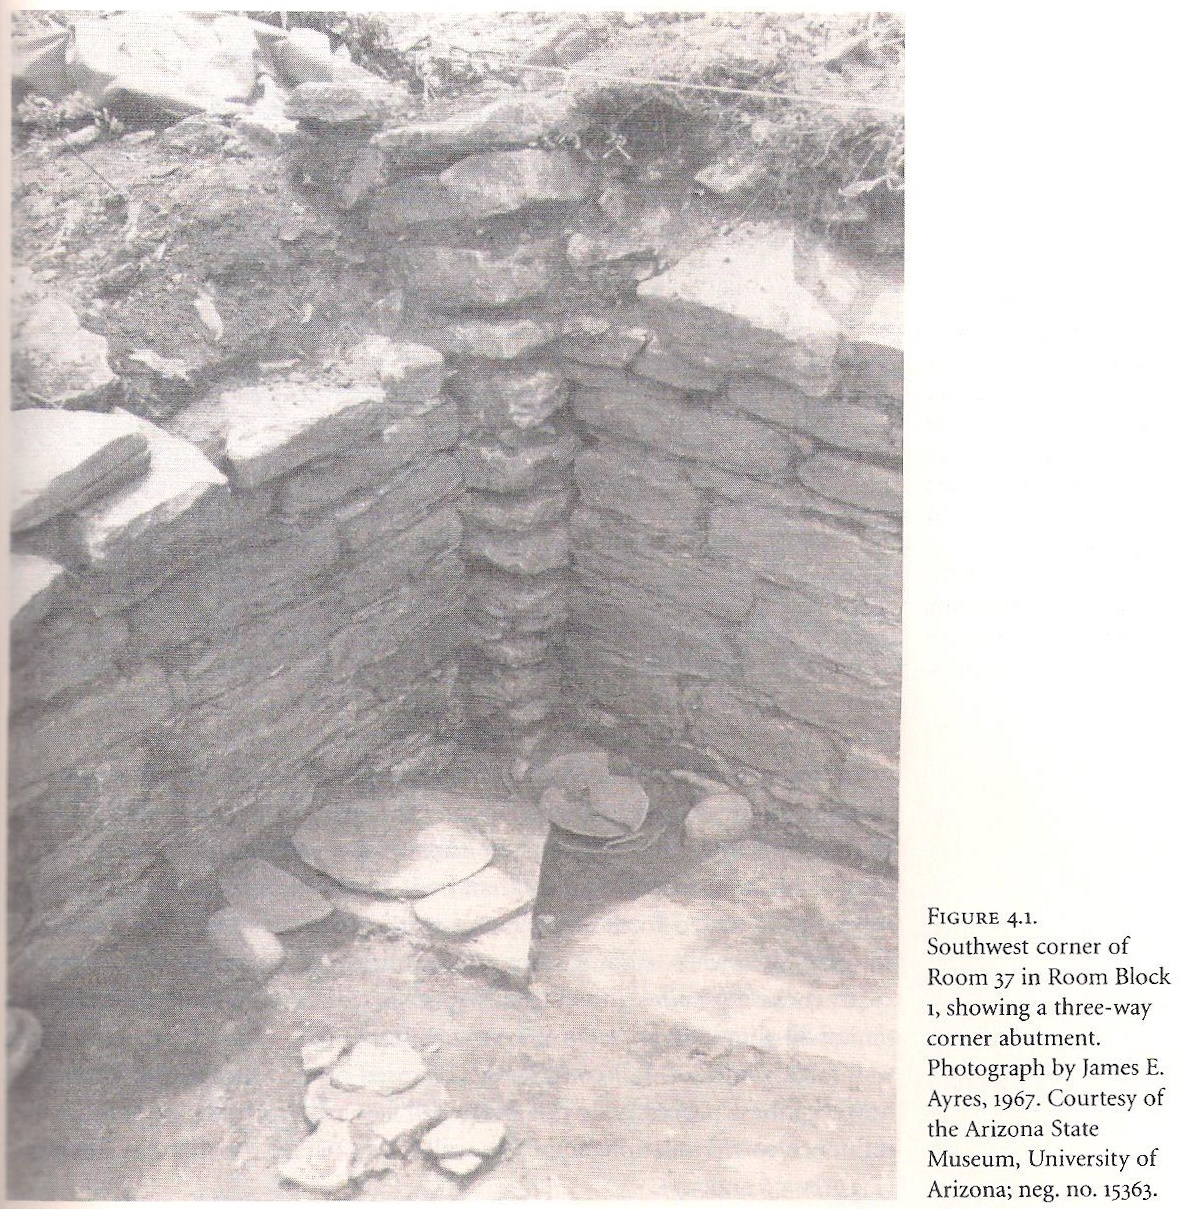 FIGURE 4.1.
Southwest corner of
Room 37 in Room Block
1, showing a three-way
corner abutment.
Photograph by James E.
Ayres, 1967. Courtesy of
the Arizona State
Museum, University of
Arizona; neg. no. 15363.